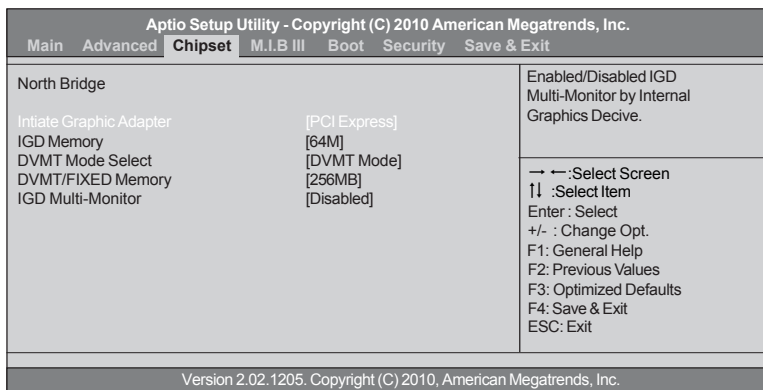 Aptio Setup Utility - Copyright (C) 2010 American Megatrends, Inc.
Main Advanced Chipset M.I.B III Boot Security Save & Exit
North Bridge
Intiate Graphic Adapter [PCI Express]
IGD Memory [64M]
DVMT Mode Select [DVMT Mode]
DVMT/FIXED Memory [256MB]
IGD Multi-Monitor [Disabled]
Enabled/Disabled IGD
Multi-Monitor by Internal
Graphics Decive.
→ ←:Select Screen
↑↓ :Select Item
Enter : Select
+/- : Change Opt.
F1: General Help
F2: Previous Values
F3: Optimized Defaults
F4: Save & Exit
ESC: Exit
Version 2.02.1205. Copyright (C) 2010, American Megatrends, Inc.